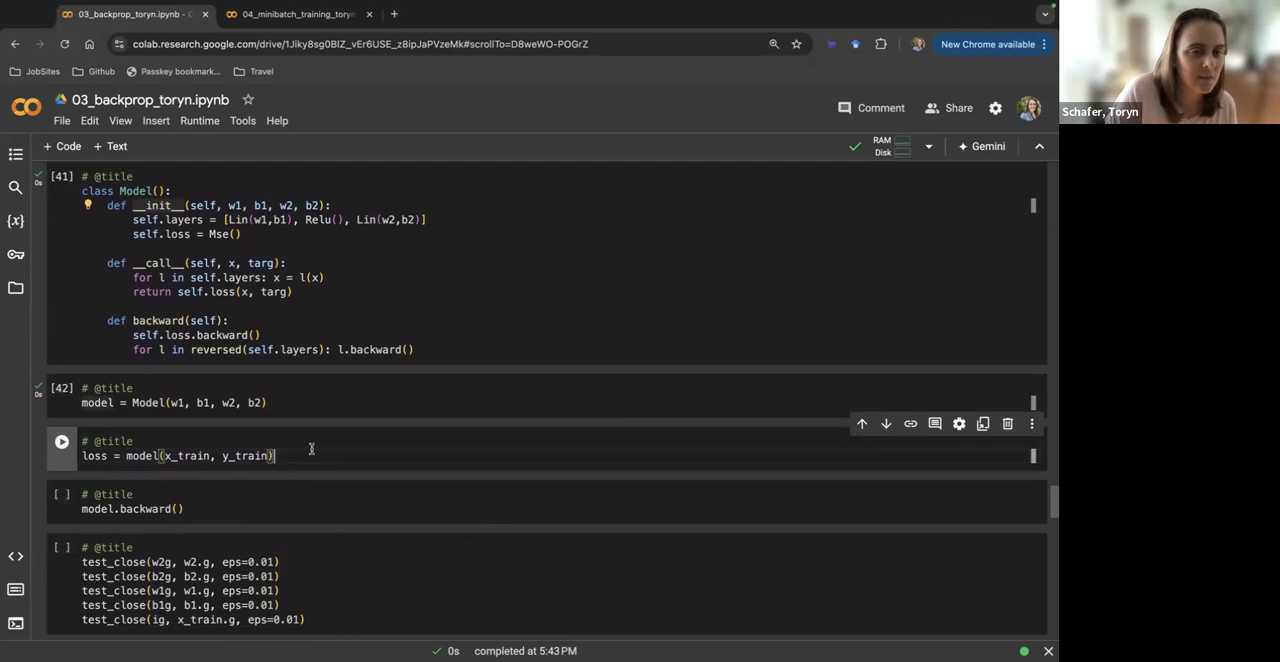 03_backprop_toryn.ipynb - C
04_minibatch_training_toryn
colab.research.google.com/drive/1Jiky8sg0BIZ_vEr6USE_z8ipJaPVzeMk#scrollTo=D8weWO-POGrZ
New Chrome available
JobSites
Github
Passkey bookmark...
Travel
Schafer, Toryn
CO
03_backprop_toryn.ipynb
File Edit View Insert Runtime Tools Help
Comment
Share
+ Code + Text
RAM
Disk
Gemini
[41]
0s
# @title
class Model():
def __init__(self, w1, b1, w2, b2):
self.layers = [Lin(w1,b1), Relu(), Lin(w2,b2)]
self.loss = Mse()
def __call__(self, x, targ):
for l in self.layers: x = l(x)
return self.loss(x, targ)
def backward(self):
self.loss.backward()
for l in reversed(self.layers): l.backward()
[42]
0s
# @title
model = Model(w1, b1, w2, b2)
# @title
loss = model(x_train, y_train)
[ ]
# @title
model.backward()
[ ]
# @title
test_close(w2g, w2.g, eps=0.01)
test_close(b2g, b2.g, eps=0.01)
test_close(w1g, w1.g, eps=0.01)
test_close(b1g, b1.g, eps=0.01)
test_close(ig, x_train.g, eps=0.01)
0s completed at 5:43 PM